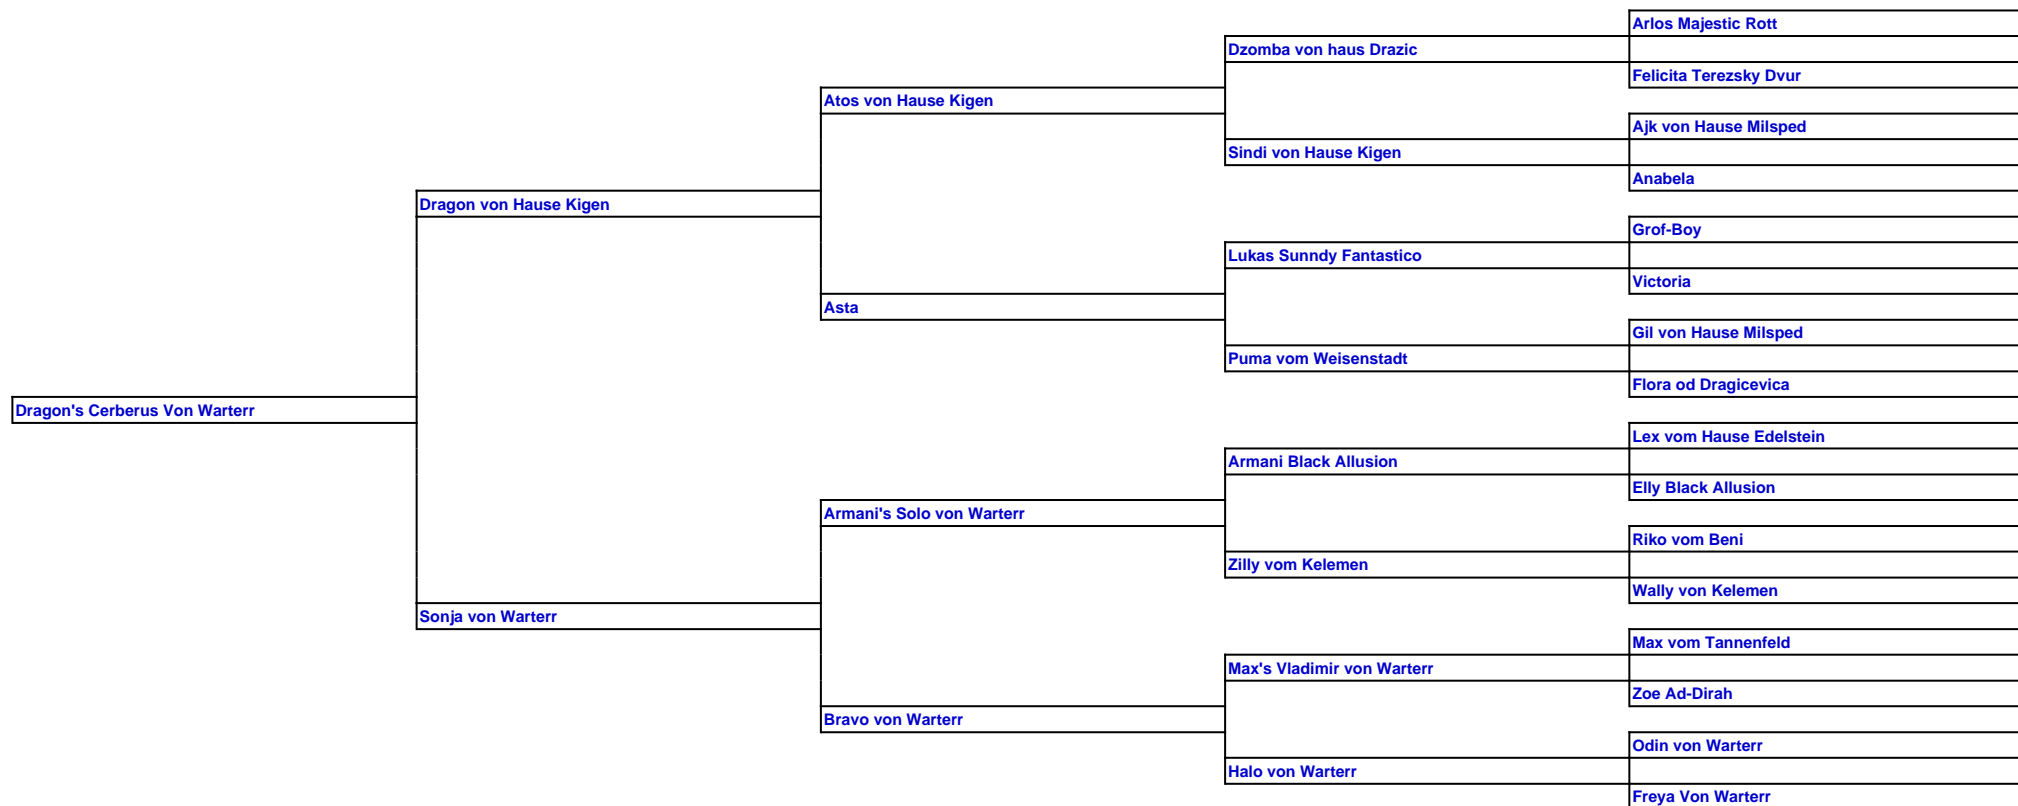 Arlos Majestic Rott
Dzomba von haus Drazic
Felicita Terezsky Dvur
Atos von Hause Kigen
Ajk von Hause Milsped
Sindi von Hause Kigen
Anabela
Dragon von Hause Kigen
Grof-Boy
Lukas Sunndy Fantastico
Victoria
Asta
Gil von Hause Milsped
Puma vom Weisenstadt
Flora od Dragicevica
Dragon's Cerberus Von Warterr
Lex vom Hause Edelstein
Armani Black Allusion
Elly Black Allusion
Armani's Solo von Warterr
Riko vom Beni
Zilly vom Kelemen
Wally von Kelemen
Sonja von Warterr
Max vom Tannenfeld
Max's Vladimir von Warterr
Zoe Ad-Dirah
Bravo von Warterr
Odin von Warterr
Halo von Warterr
Freya Von Warterr